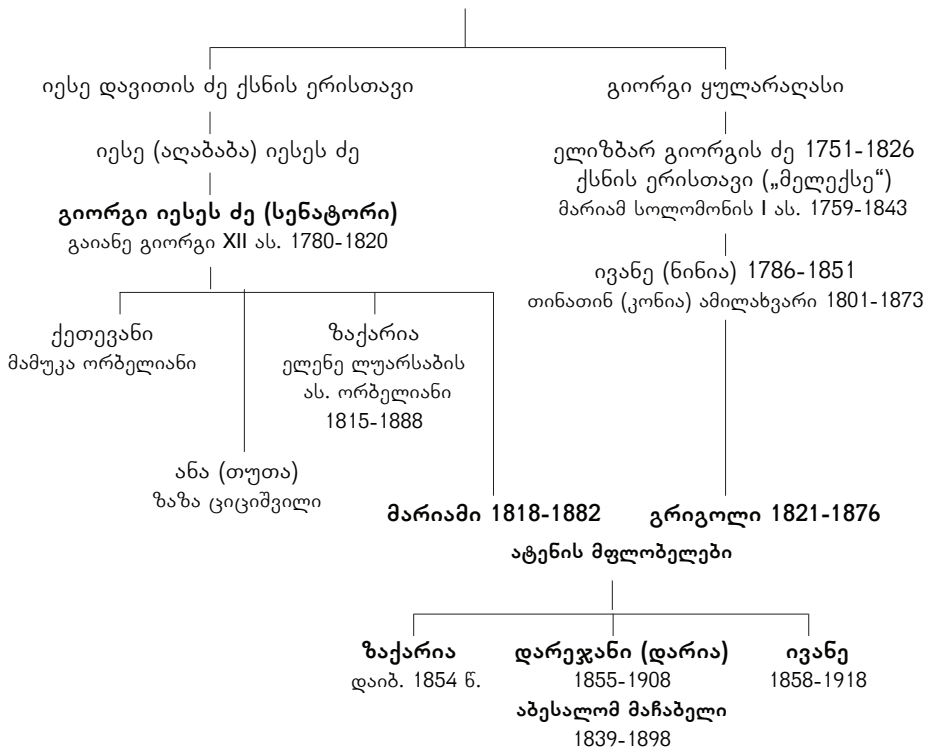 იესე დავითის ძე ქსნის ერისთავი
გიორგი ყულარაღასი
იესე (აღაბაბა) იესეს ძე
ელიზბარ გიორგის ძე 1751-1826
ქსნის ერისთავი („მელექსე“)
მარიამ სოლომონის I ას. 1759-1843
გიორგი იესეს ძე (სენატორი)
გაიანე გიორგი XII ას. 1780-1820
ივანე (ნინია) 1786-1851
თინათინ (კონია) ამილახვარი 1801-1873
ქეთევანი
მამუკა ორბელიანი
ზაქარია
ელენე ლუარსაბის
ას. ორბელიანი
1815-1888
ანა (თუთა)
ზაზა ციციშვილი
მარიამი 1818-1882
გრიგოლი 1821-1876
ატენის მფლობელები
ზაქარია
დაიბ. 1854 წ.
დარეჯანი (დარია)
1855-1908
აბესალომ მაჩაბელი
1839-1898
ივანე
1858-1918